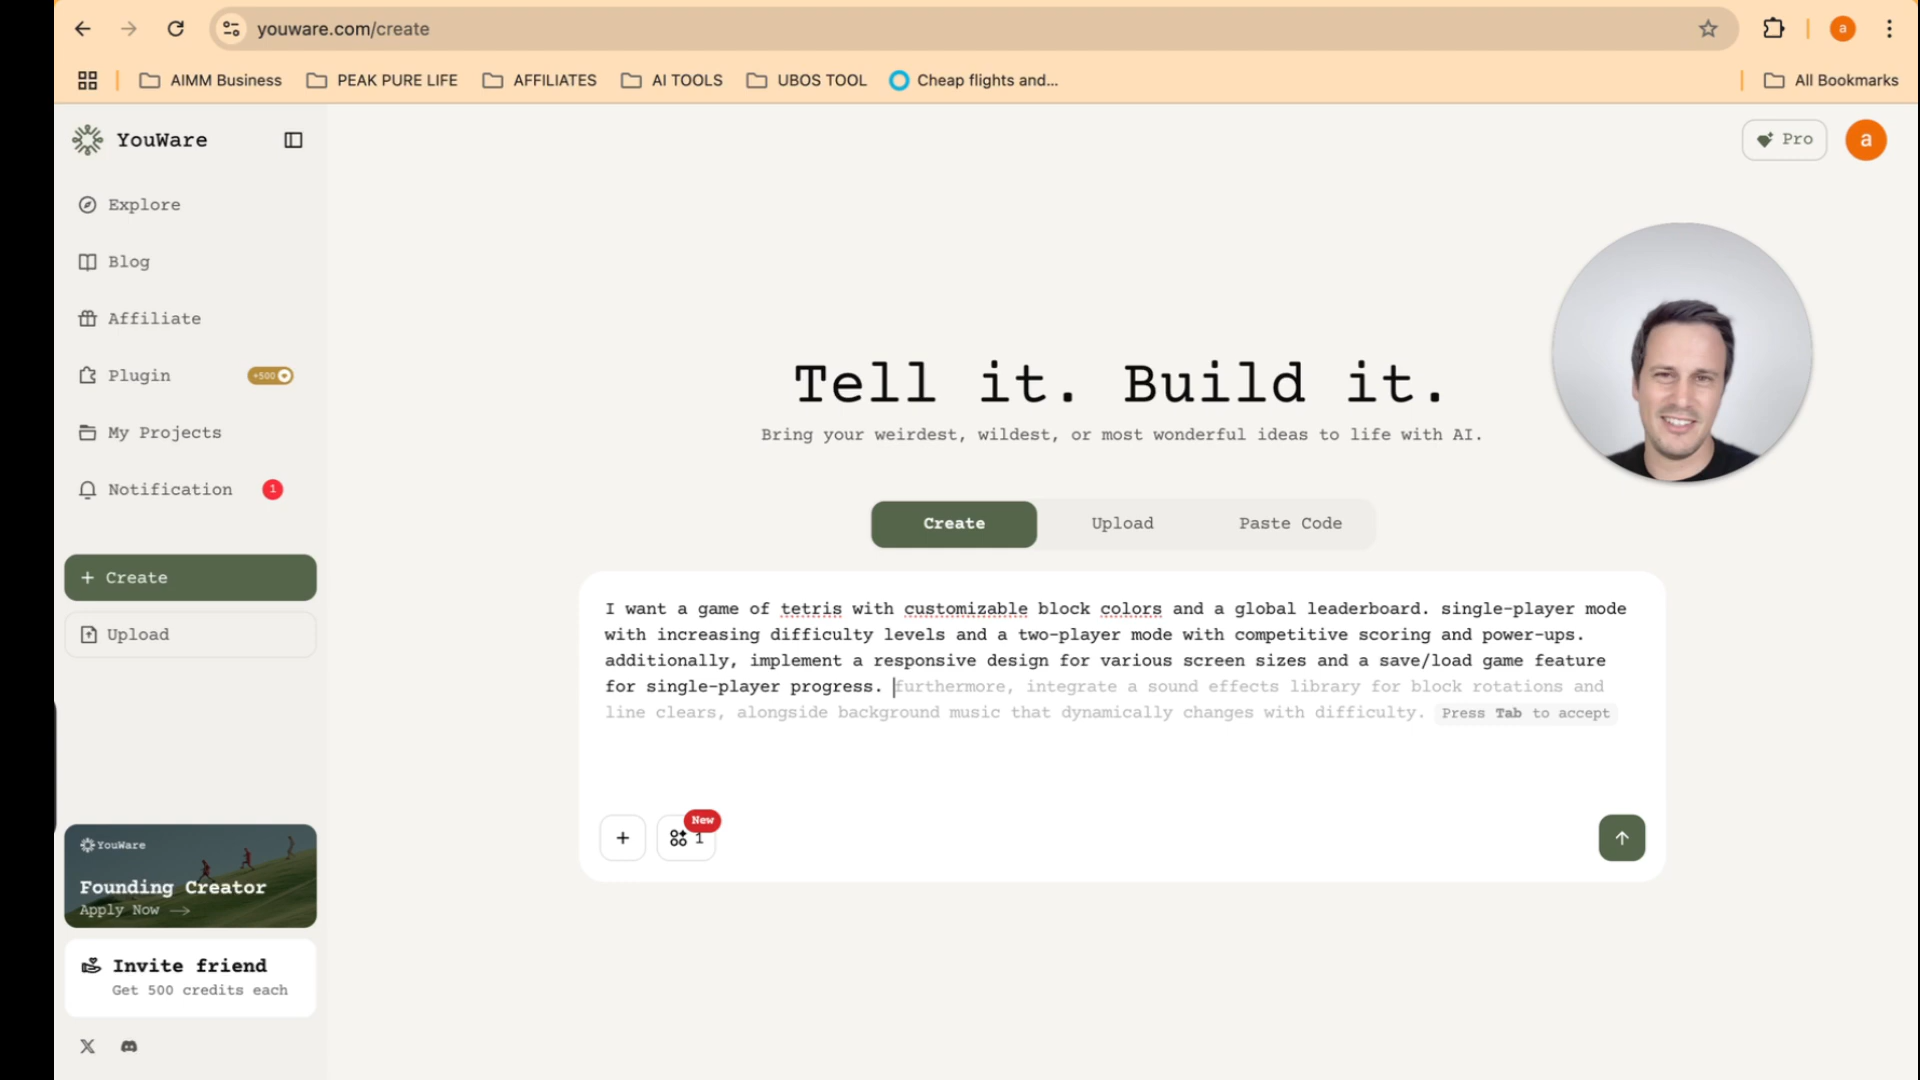 youware.com/create
a
AIMM Business
PEAK PURE LIFE
AFFILIATES
AI TOOLS
UBOS TOOL
Cheap flights and...
All Bookmarks
YouWare
Pro
a
Explore
Blog
Affiliate
Plugin
+500
My Projects
Notification
1
+ Create
Upload
Tell it. Build it.
Bring your weirdest, wildest, or most wonderful ideas to life with AI.
Create
Upload
Paste Code
I want a game of tetris with customizable block colors and a global leaderboard. single-player mode
with increasing difficulty levels and a two-player mode with competitive scoring and power-ups.
additionally, implement a responsive design for various screen sizes and a save/load game feature
for single-player progress. furthermore, integrate a sound effects library for block rotations and
line clears, alongside background music that dynamically changes with difficulty. Press Tab to accept
+
1
New
YouWare
Founding Creator
Apply Now
Invite friend
Get 500 credits each